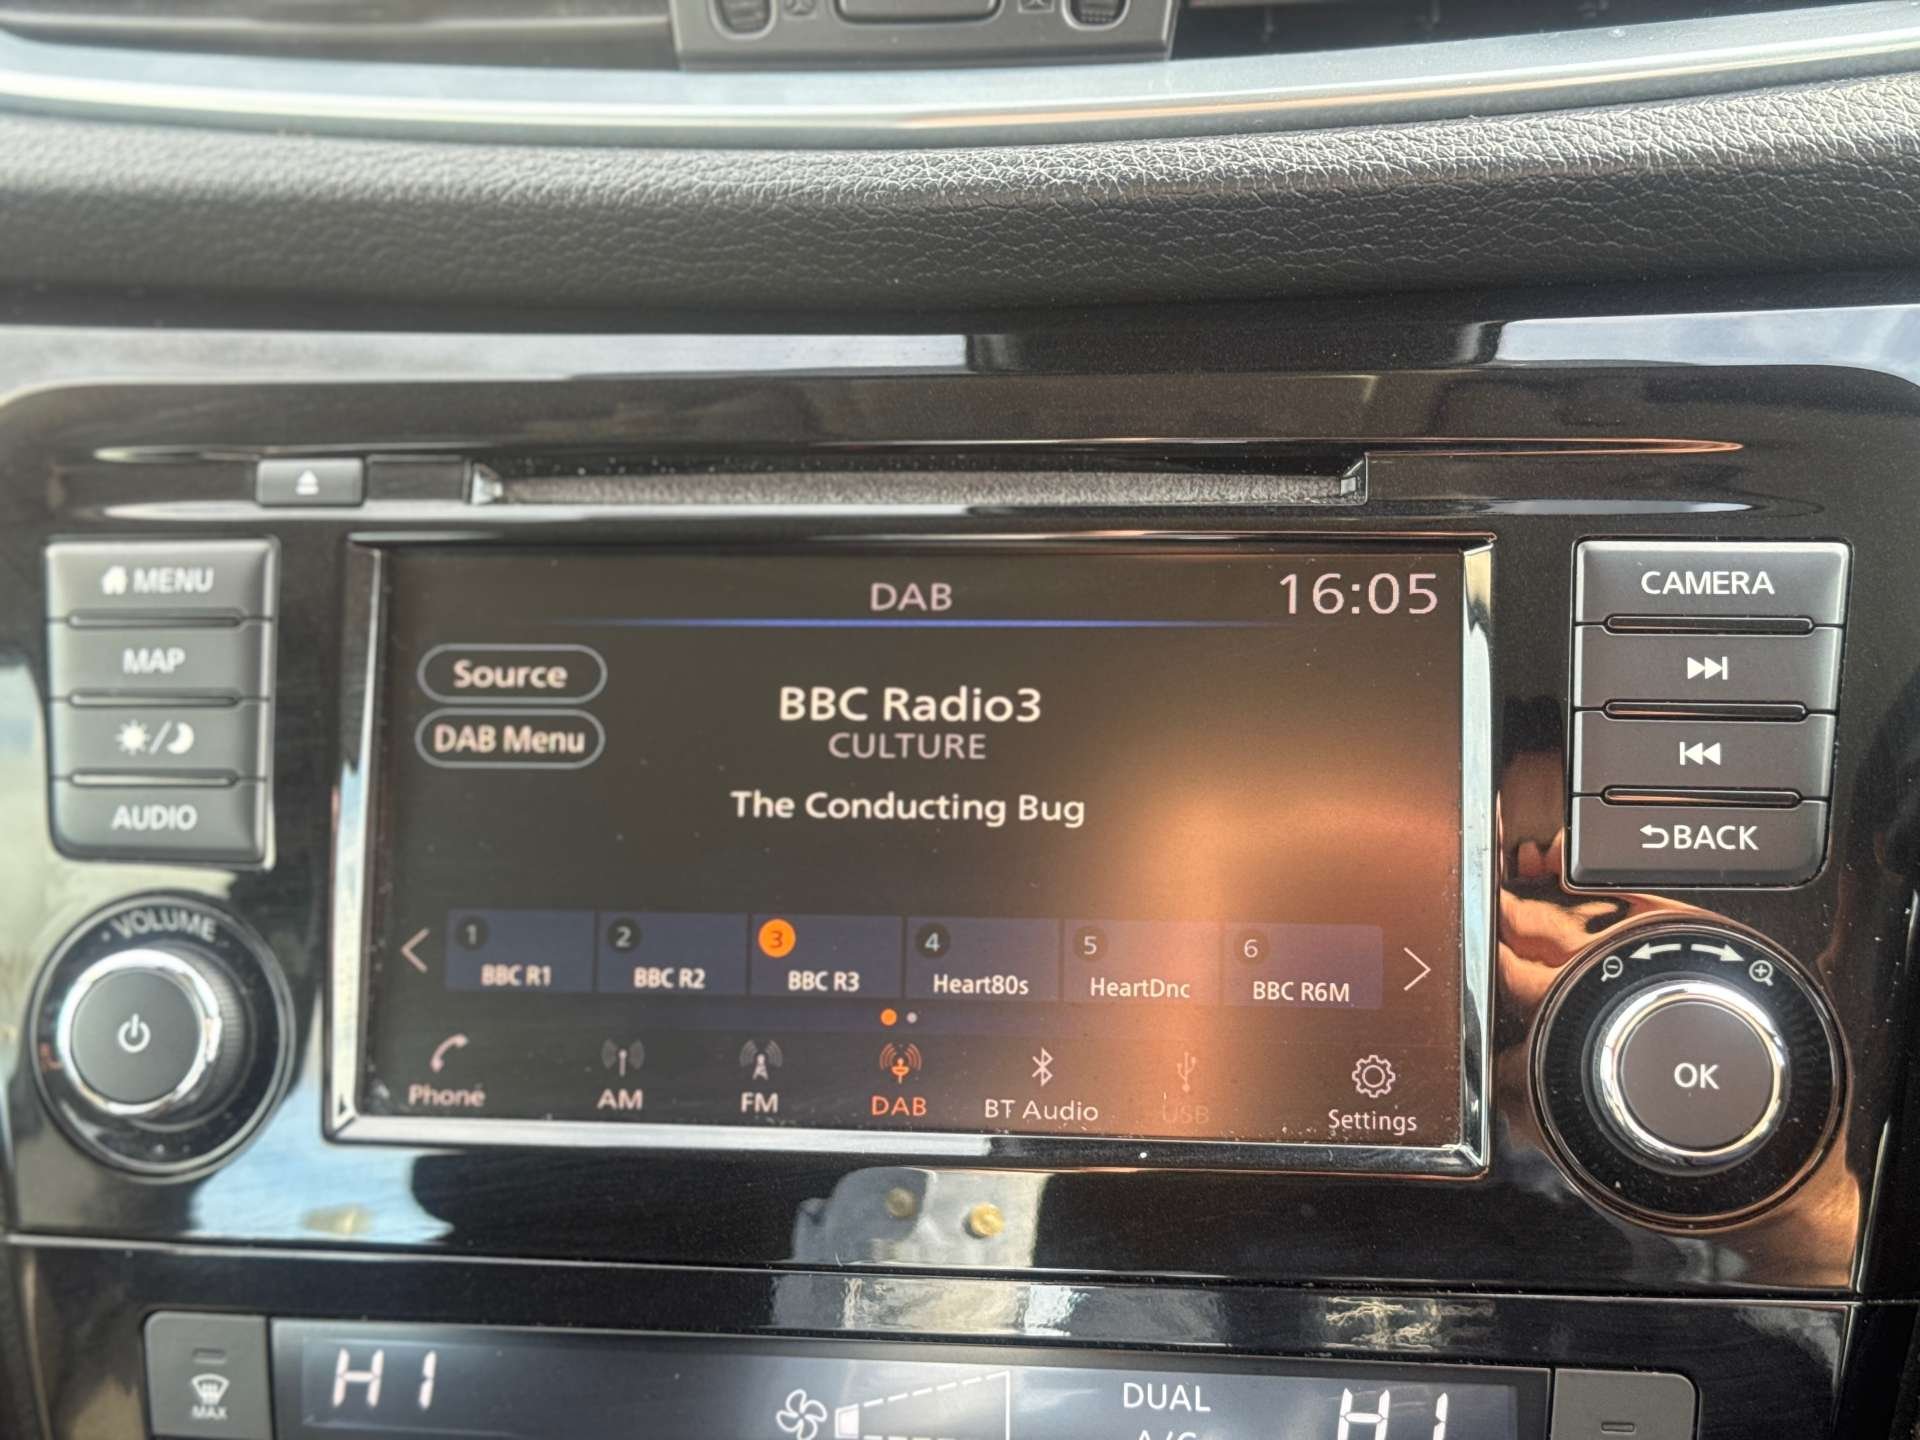 MENU
MAP
AUDIO
VOLUME
DAB
16:05
Source
DAB Menu
BBC Radio3
CULTURE
The Conducting Bug
1
BBC R1
2
BBC R2
3
BBC R3
4
Heart80s
5
HeartDnc
6
BBC R6M
Phone
AM
FM
DAB
BT Audio
USB
Settings
CAMERA
BACK
OK
MAX
HI
DUAL
A/C
HI